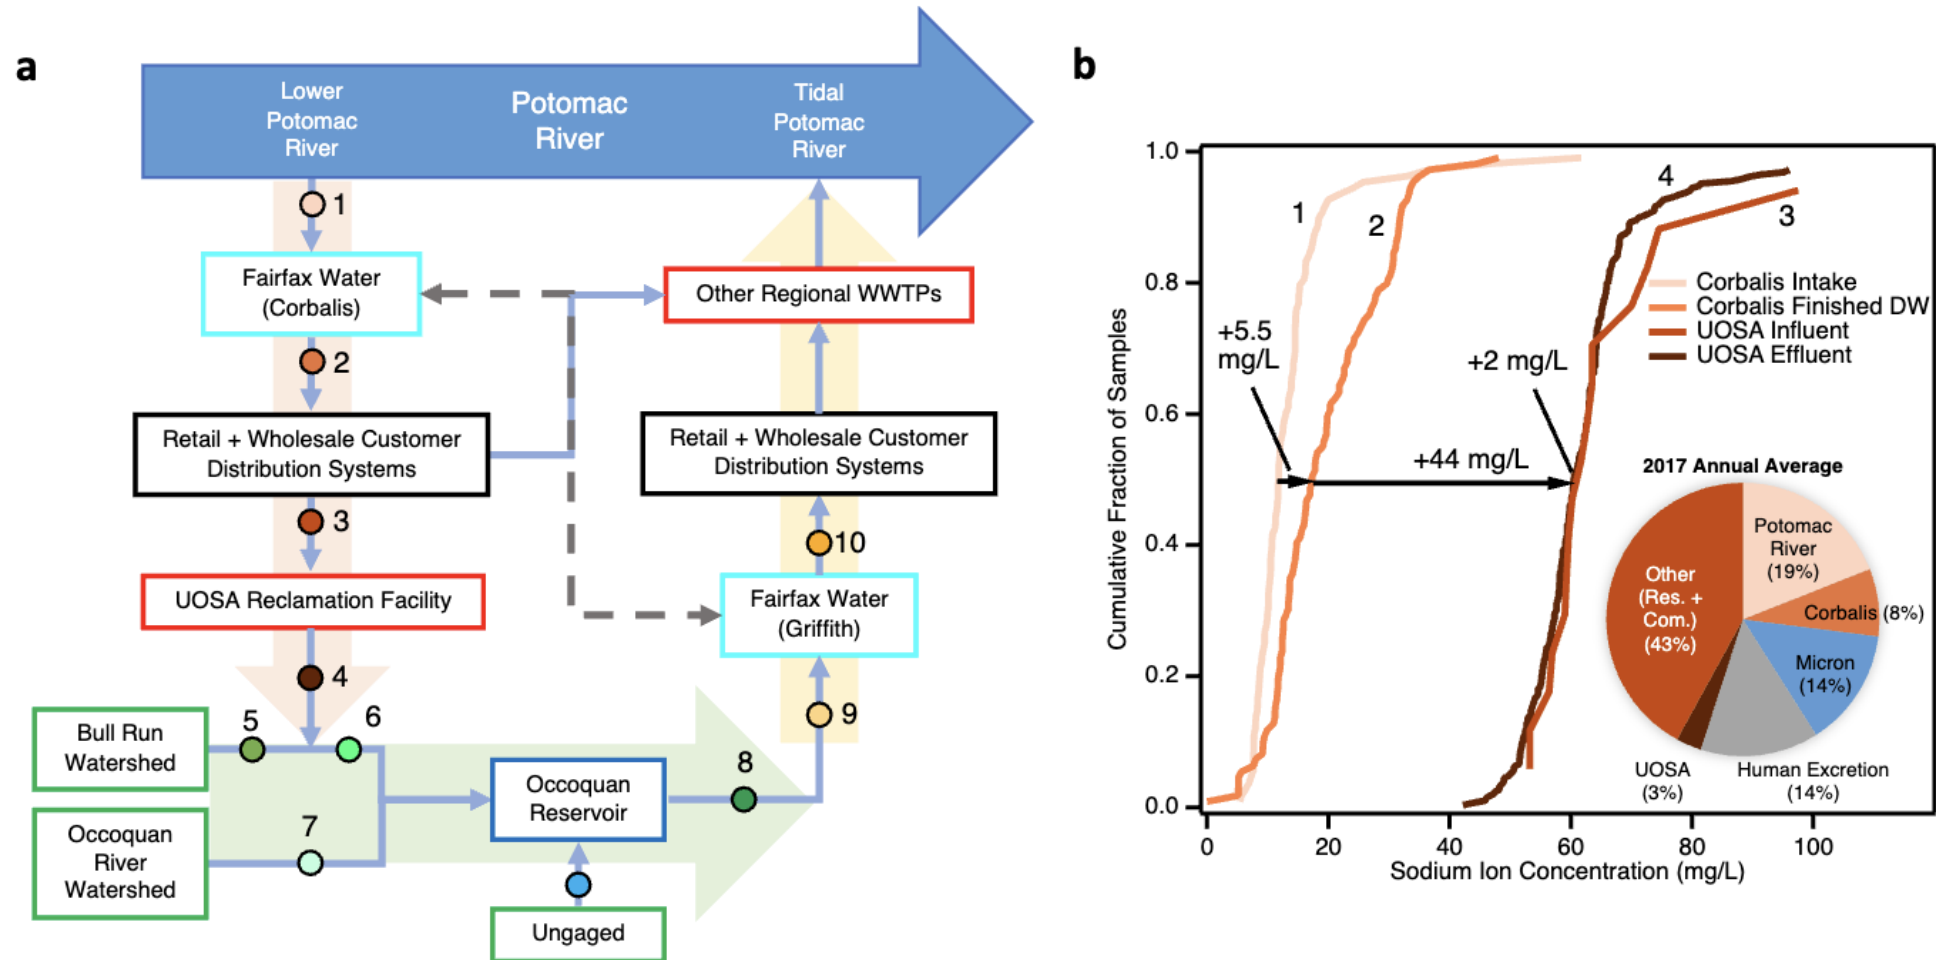 a
Lower
Potomac
River
Potomac
River
Tidal
Potomac
River
1
Fairfax Water
(Corbalis)
Other Regional WWTPs
2
Retail + Wholesale Customer
Distribution Systems
Retail + Wholesale Customer
Distribution Systems
3
10
UOSA Reclamation Facility
Fairfax Water
(Griffith)
4
Bull Run
Watershed
5
6
9
Occoquan
River
Watershed
7
Occoquan
Reservoir
8
Ungaged
b
Cumulative Fraction of Samples
1.0
0.8
0.6
0.4
0.2
0.0
0
20
40
60
80
100
Sodium Ion Concentration (mg/L)
1
2
4
3
Corbalis Intake
Corbalis Finished DW
UOSA Influent
UOSA Effluent
+5.5
mg/L
+2 mg/L
+44 mg/L
2017 Annual Average
Potomac
River
(19%)
Corbalis (8%)
Micron
(14%)
Human Excretion
(14%)
UOSA
(3%)
Other
(Res. +
Com.)
(43%)